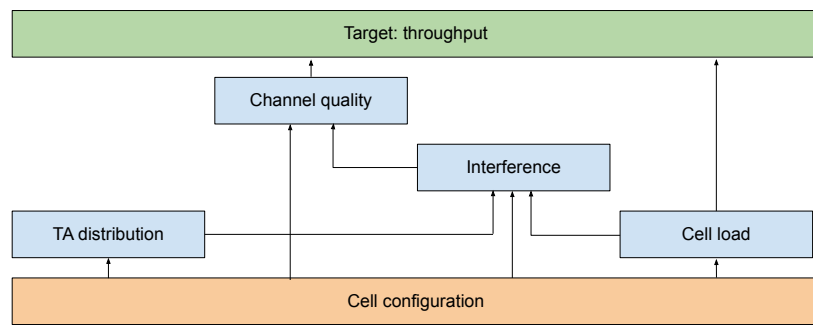 Target: throughput
Channel quality
Interference
TA distribution
Cell load
Cell configuration